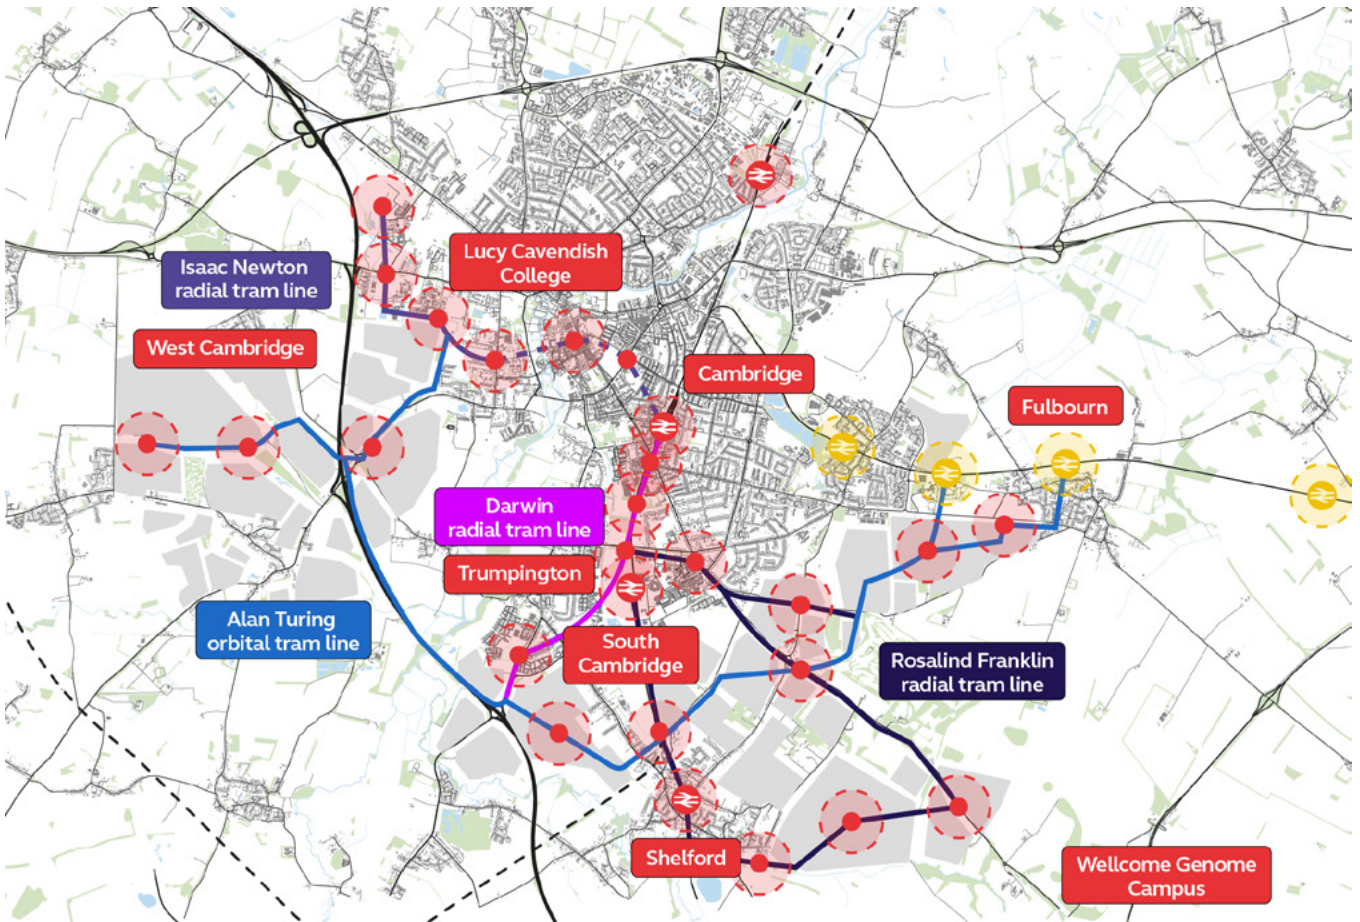 Isaac Newton
radial tram line
Lucy Cavendish
College
West Cambridge
Cambridge
Fulbourn
Darwin
radial tram line
Trumpington
Alan Turing
orbital tram line
South
Cambridge
Rosalind Franklin
radial tram line
Shelford
Wellcome Genome
Campus